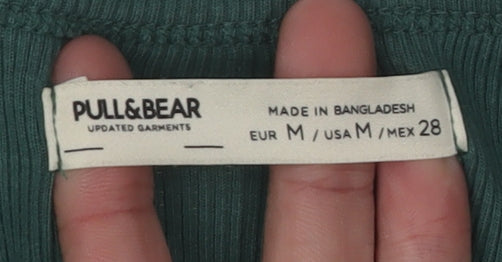 PULL&BEAR
UPDATED GARMENTS
MADE IN BANGLADESH
EUR M / USA M / MEX 28